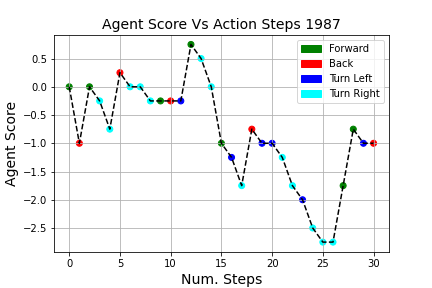 Agent Score Vs Action Steps 1987
Forward
Back
Turn Left
Turn Right
Agent Score
0.5
0.0
−0.5
−1.0
−1.5
−2.0
−2.5
0 5 10 15 20 25 30
Num. Steps